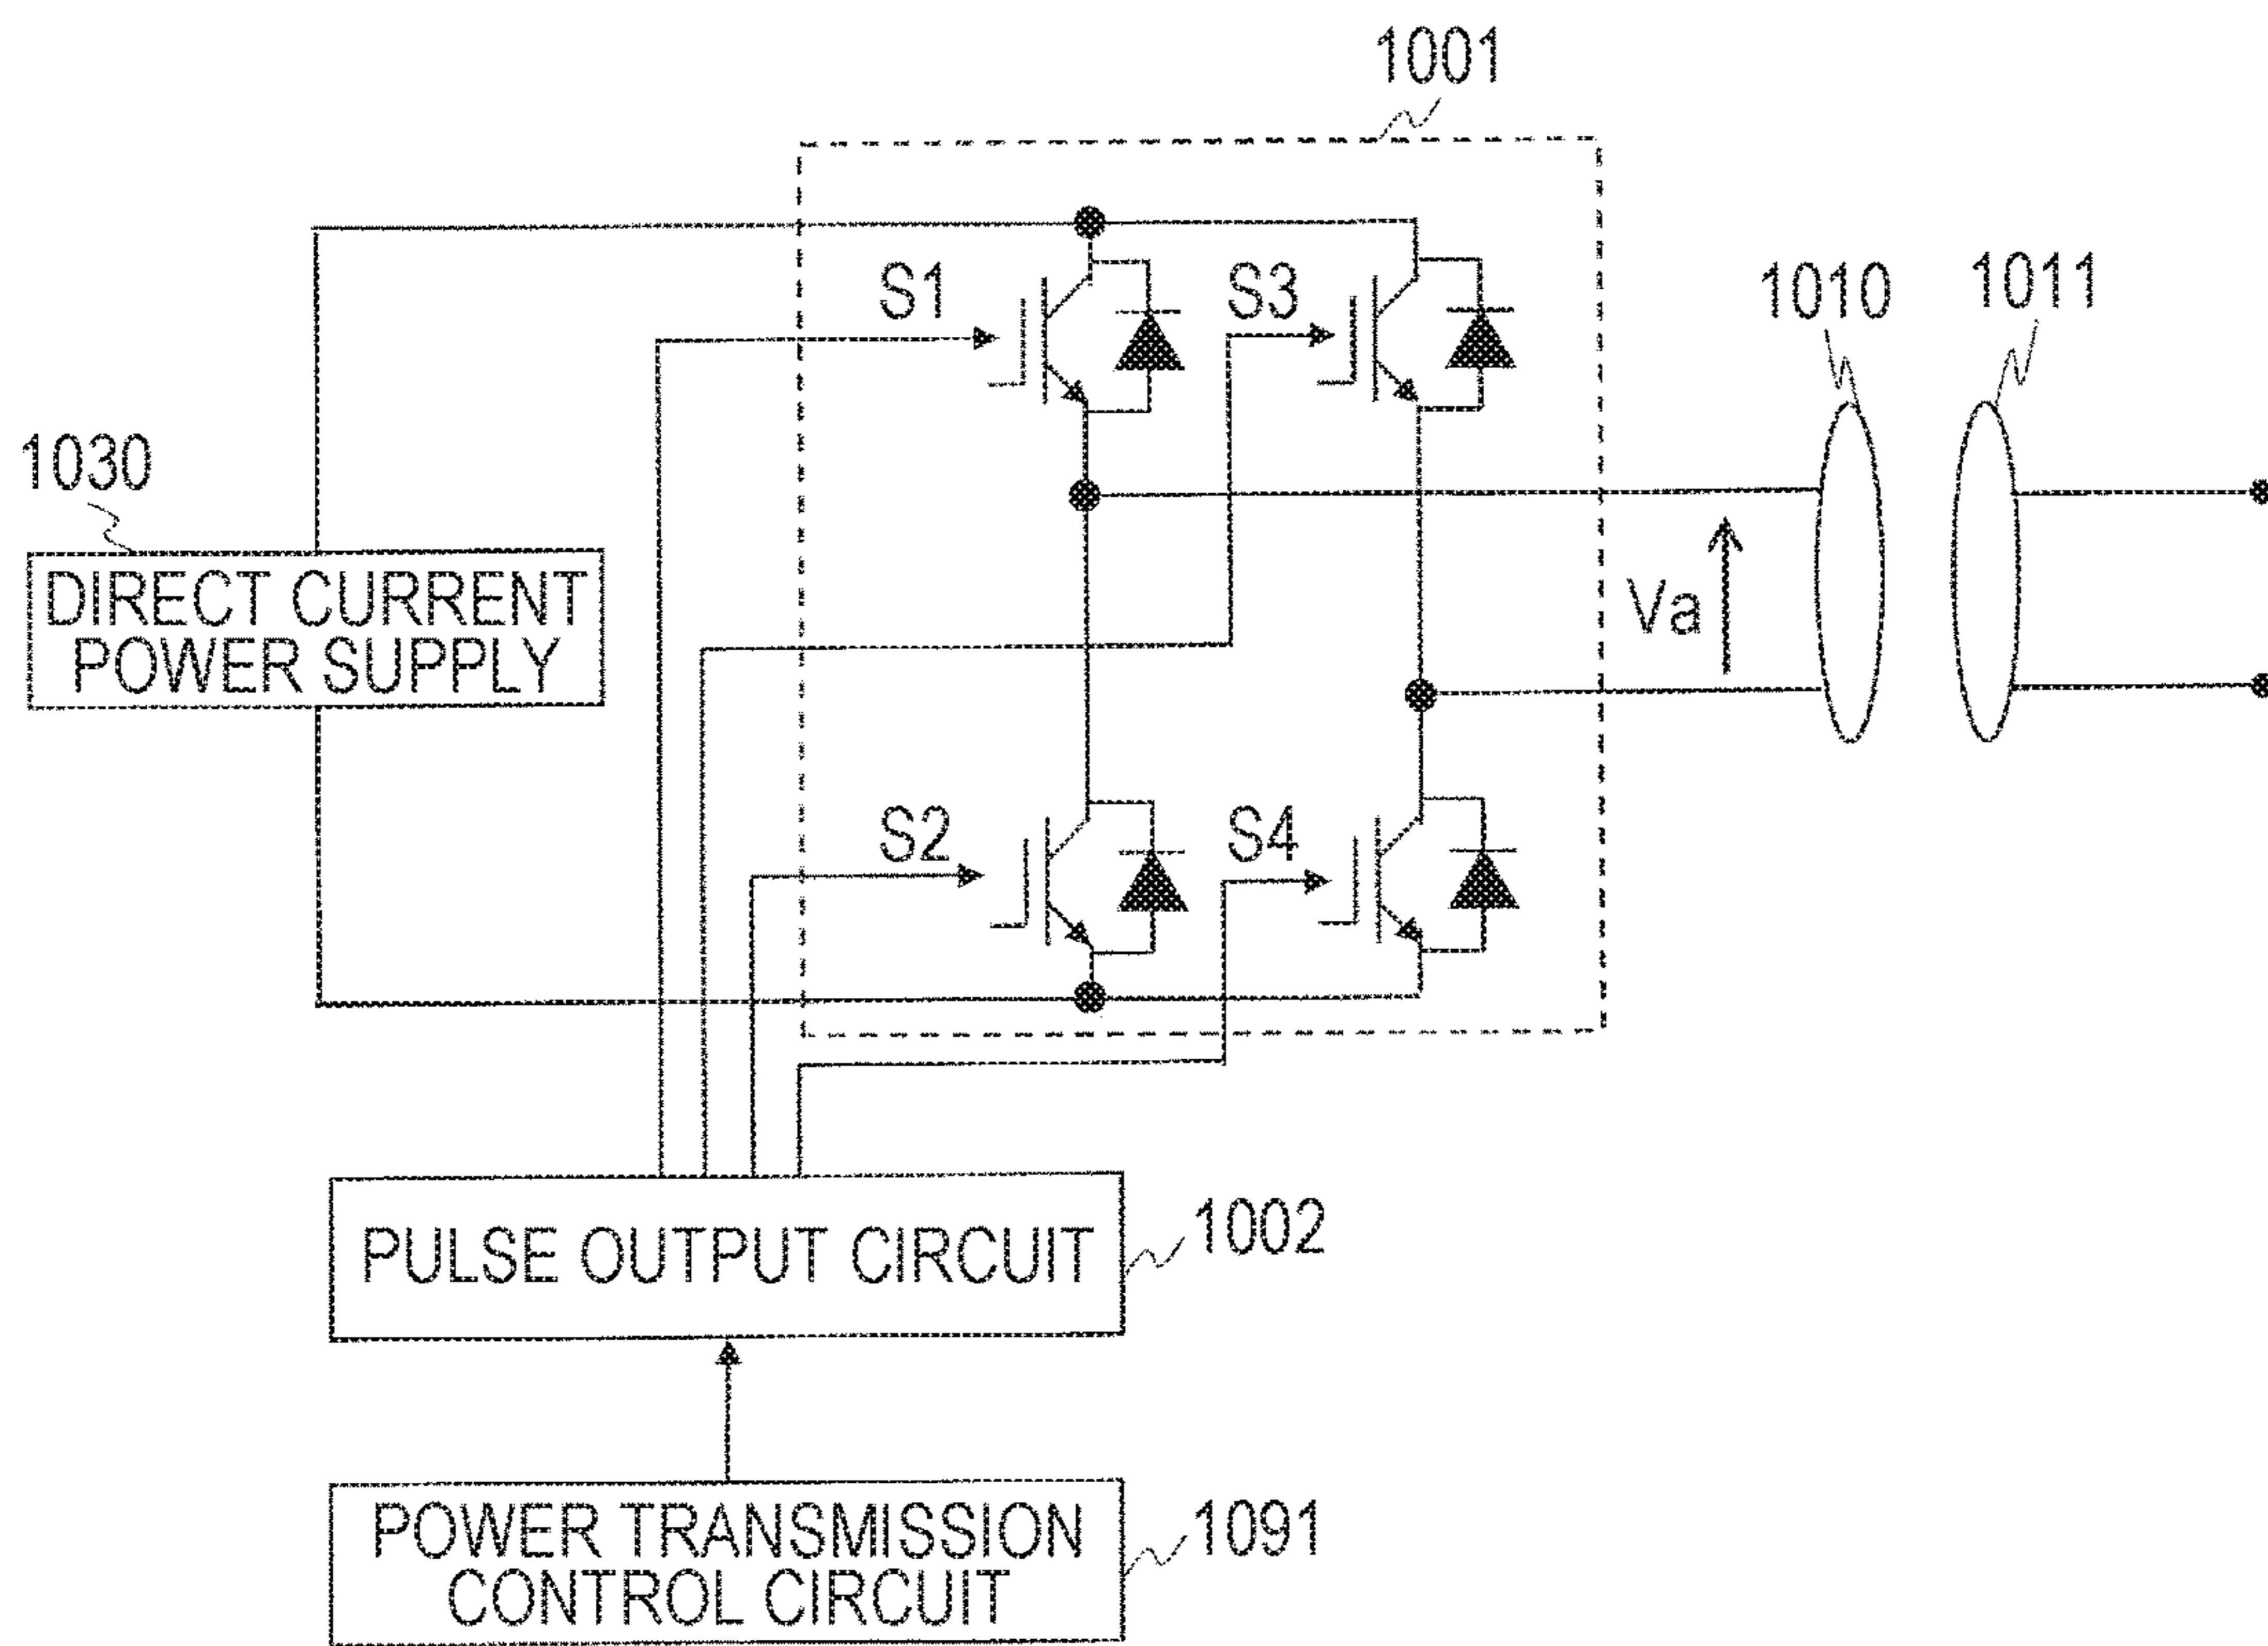 1001
S1
S3
1010
1011
1030
DIRECT CURRENT
POWER SUPPLY
Va
S2
S4
PULSE OUTPUT CIRCUIT
1002
POWER TRANSMISSION
CONTROL CIRCUIT
1091